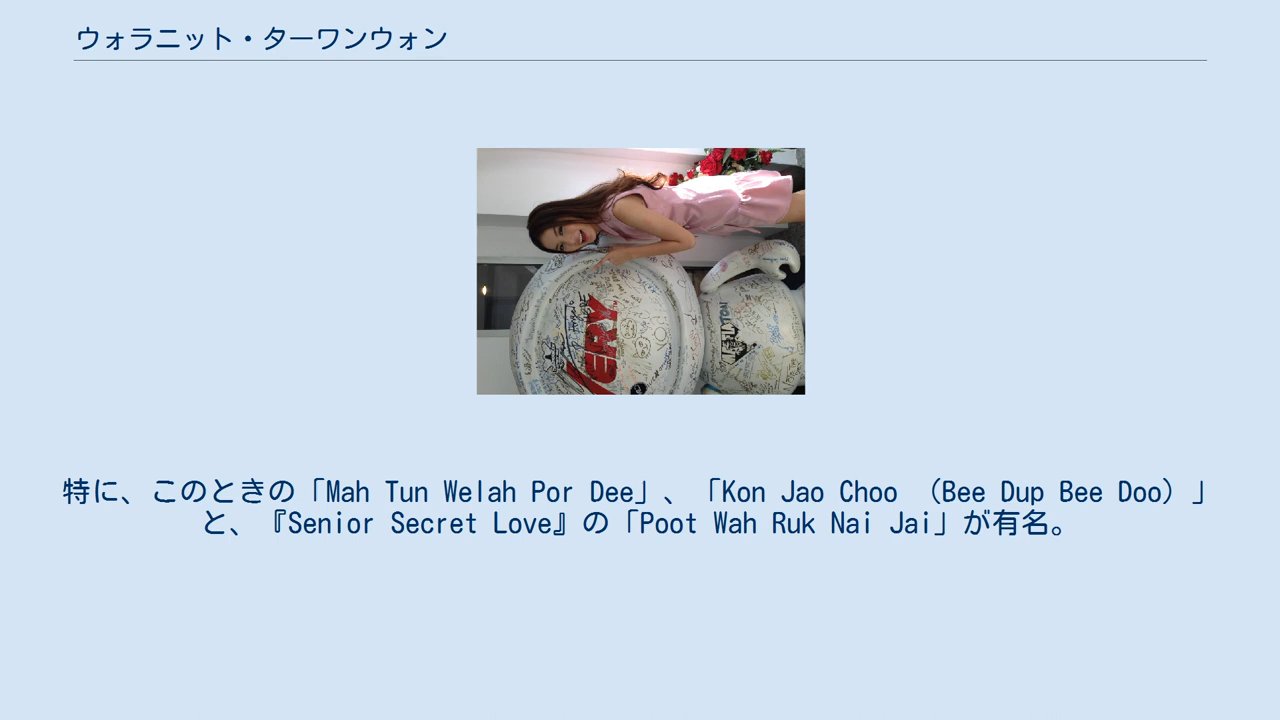 ウォラニット・ターワンウォン
VERY
特に、このときの「Mah Tun Welah Por Dee」、「Kon Jao Choo （Bee Dup Bee Doo）」
と、『Senior Secret Love』の「Poot Wah Ruk Nai Jai」が有名。